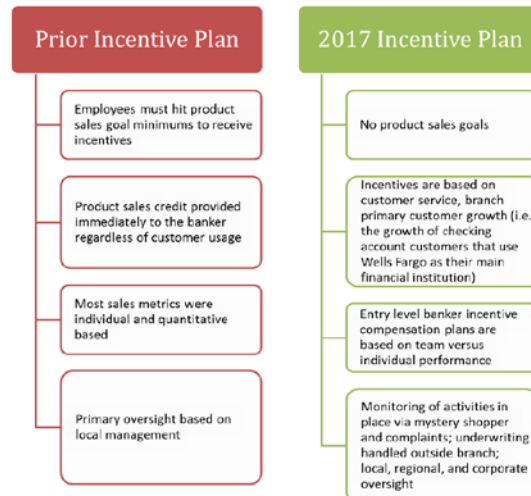 Prior Incentive Plan
Employees must hit product
sales goal minimums to receive
incentives
Product sales credit provided
immediately to the banker
regardless of customer usage
Most sales metrics were
individual and quantitative
based
Primary oversight based on
local management
2017 Incentive Plan
No product sales goals
Incentives are based on
customer service, branch
primary customer growth (i.e.
the growth of checking
account customers that use
Wells Fargo as their main
financial institution)
Entry level banker incentive
compensation plans are
based on team versus
individual performance
Monitoring of activities in
place via mystery shopper
and complaints; underwriting
handled outside branch;
local, regional, and corporate
oversight